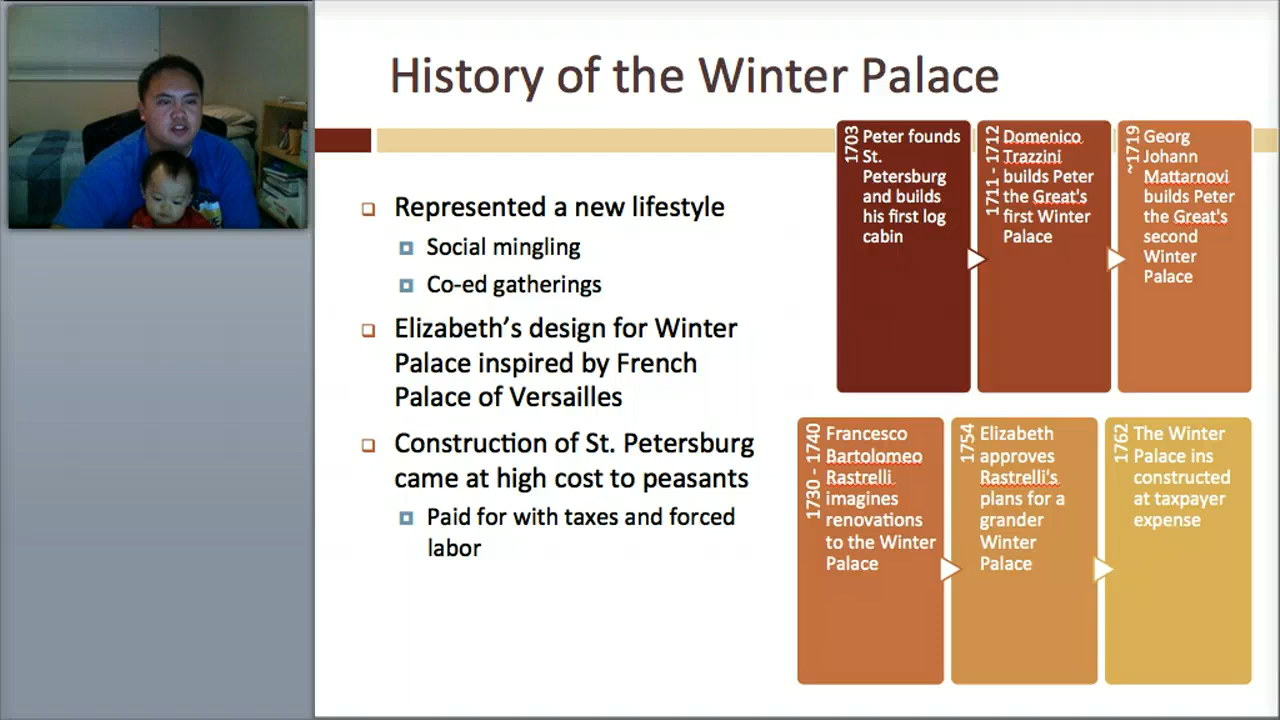 History of the Winter Palace
Represented a new lifestyle
Social mingling
Co-ed gatherings
Elizabeth’s design for Winter
Palace inspired by French
Palace of Versailles
Construction of St. Petersburg
came at high cost to peasants
Paid for with taxes and forced
labor
1703
Peter founds
St.
Petersburg
and builds
his first log
cabin
1711 - 1712
Domenico
Trazzini
builds Peter
the Great's
first Winter
Palace
~1719
Georg
Johann
Mattarnovi
builds Peter
the Great's
second
Winter
Palace
1730 - 1740
Francesco
Bartolomeo
Rastrelli
imagines
renovations
to the Winter
Palace
1754
Elizabeth
approves
Rastrelli's
plans for a
grander
Winter
Palace
1762
The Winter
Palace ins
constructed
at taxpayer
expense